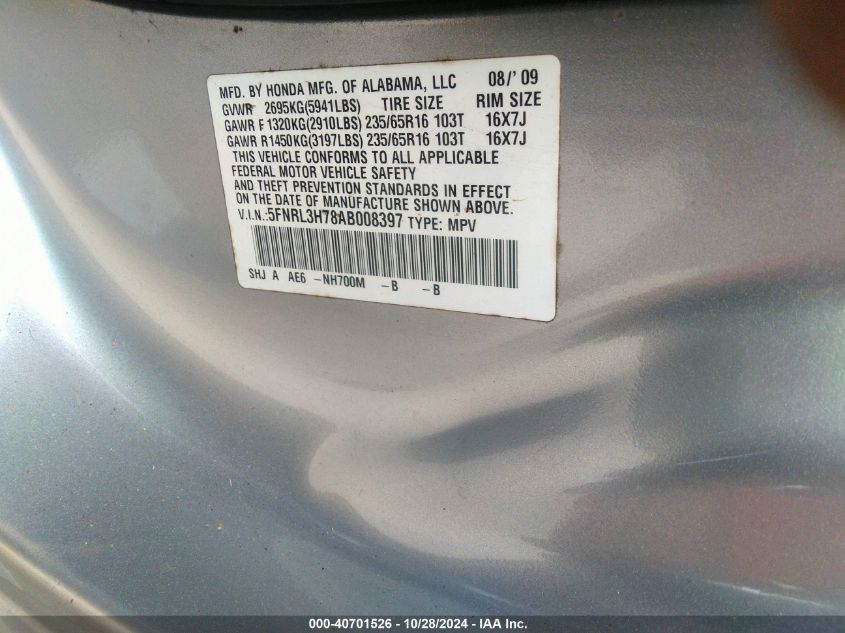 MFD. BY HONDA MFG. OF ALABAMA, LLC 08/'09
GVWR 2695KG(5941LBS) TIRE SIZE RIM SIZE
GAWR F1320KG(2910LBS) 235/65R16 103T 16X7J
GAWR R1450KG(3197LBS) 235/65R16 103T 16X7J
THIS VEHICLE CONFORMS TO ALL APPLICABLE
FEDERAL MOTOR VEHICLE SAFETY
AND THEFT PREVENTION STANDARDS IN EFFECT
ON THE DATE OF MANUFACTURE SHOWN ABOVE.
V.I.N.:5FNRL3H78AB008397 TYPE: MPV
SHJ A AE6 -NH700M -B -B
000-40701526 - 10/28/2024 - IAA Inc.